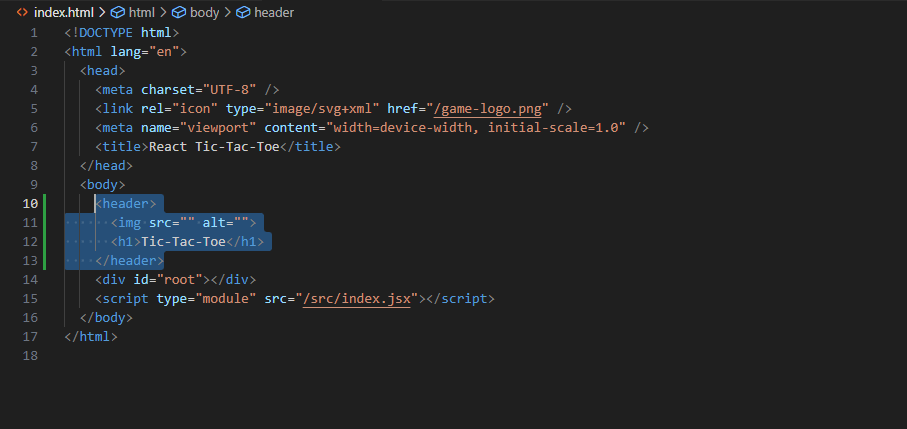 index.html > html > body > header
1 <!DOCTYPE html>
2 <html lang="en">
3 <head>
4 <meta charset="UTF-8" />
5 <link rel="icon" type="image/svg+xml" href="/game-logo.png" />
6 <meta name="viewport" content="width=device-width, initial-scale=1.0" />
7 <title>React Tic-Tac-Toe</title>
8 </head>
9 <body>
10 <header>
11 <img src="" alt="">
12 <h1>Tic-Tac-Toe</h1>
13 </header>
14 <div id="root"></div>
15 <script type="module" src="/src/index.jsx"></script>
16 </body>
17 </html>
18